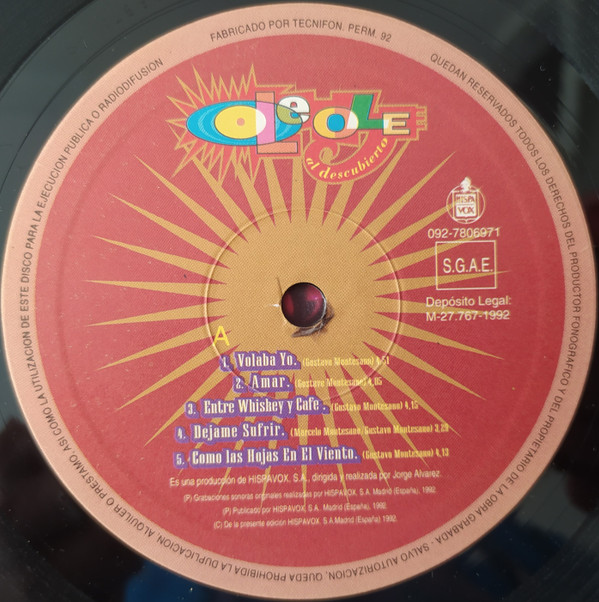 FABRICADO POR TECNIFON. PERM. 92
QUEDAN RESERVADOS TODOS LOS DERECHOS DEL PRODUCTOR FONOGRAFICO Y DEL PROPIETARIO DE LA OBRA GRABADA - SALVO AUTORIZACION, QUEDA PROHIBIDA LA DUPLICACION, ALQUILER O PRESTAMO, ASI COMO LA UTILIZACION DE ESTE DISCO PARA LA EJECUCION PUBLICA O RADIODIFUSION
OLe OLE
al descubierto
HISPA
VOX
092-7806971
S.G.A.E.
Depósito Legal:
M-27.767-1992
A
1. Volaba Yo. (Gustavo Montesano) 4,51
2. Amar. (Gustavo Montesano) 4,05
3. Entre Whiskey y Cafe. (Gustavo Montesano) 4,15
4. Dejame Sufrir. (Marcelo Montesano/Gustavo Montesano) 3,29
5. Como las Hojas En El Viento. (Gustavo Montesano) 4,13
Es una producción de HISPAVOX, S.A., dirigida y realizada por Jorge Alvarez.
(P) Grabaciones sonoras originales realizadas por HISPAVOX, S.A. Madrid (España), 1992.
(P) Publicado por HISPAVOX, S.A. Madrid (España), 1992.
(C) De la presente edición HISPAVOX. S.A Madrid (España) 1992